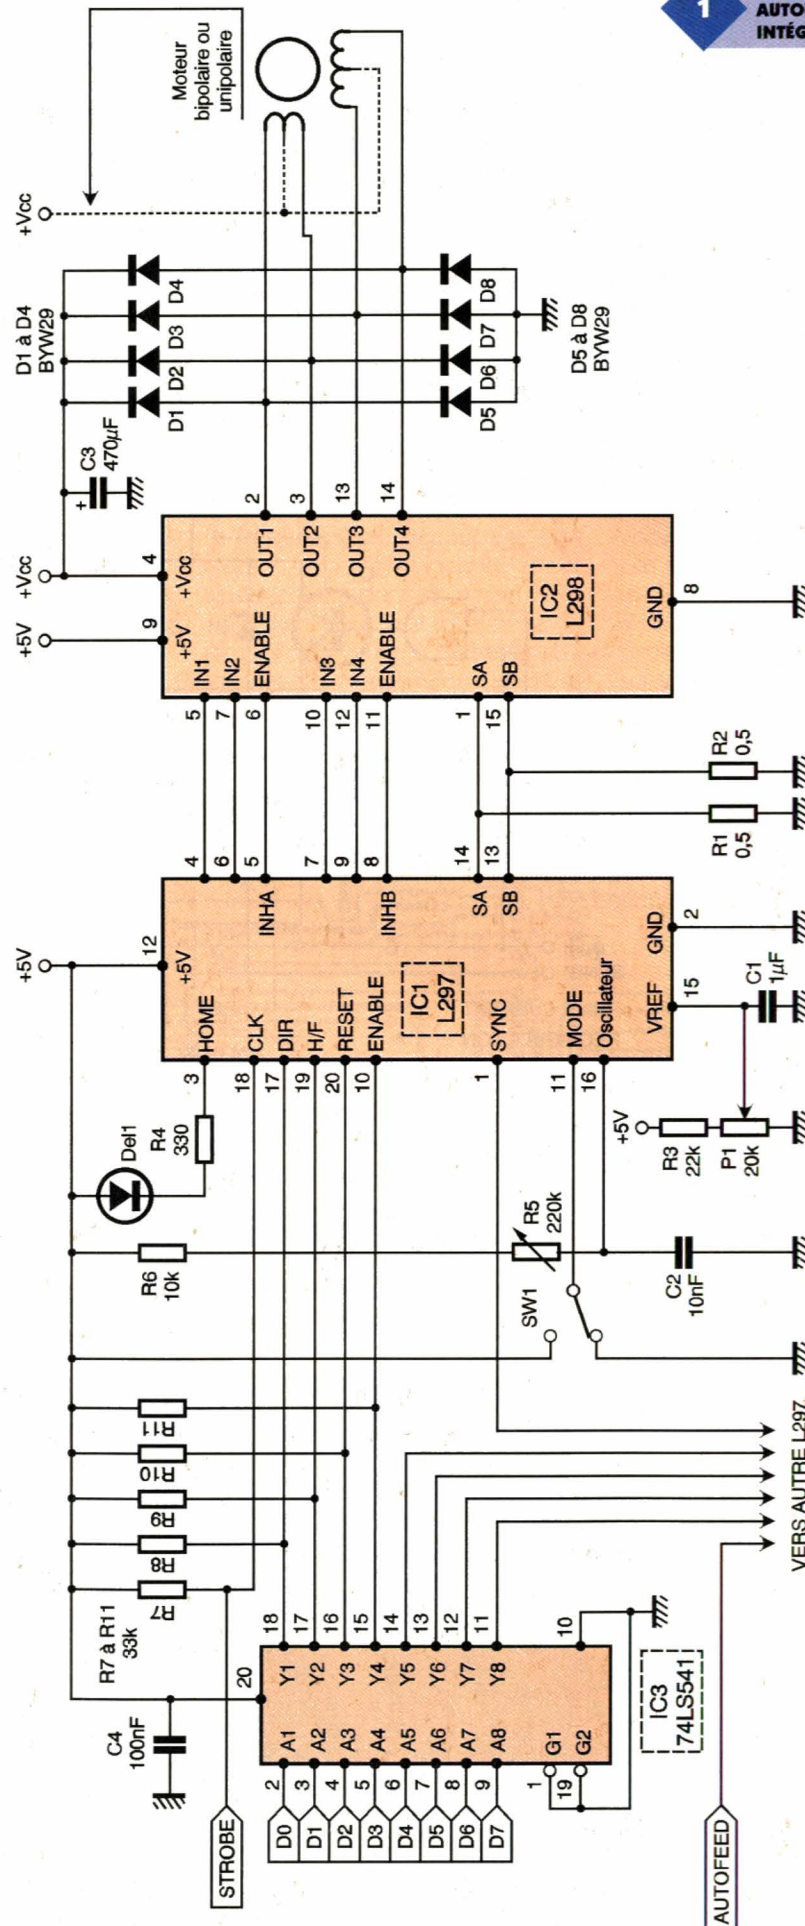 1
AUTO
INTÉG
Moteur
bipolaire ou
unipolaire
+Vcc
D1 à D4
BYW29
D4
D3
D2
D1
D8
D7
D6
D5
D5 à D8
BYW29
+
C3
470µF
+Vcc
+5V
4
9
+Vcc
+5V
2
3
13
14
OUT1
OUT2
OUT3
OUT4
IC2
L298
GND
8
IN1
IN2
ENABLE
IN3
IN4
ENABLE
SA
SB
5
7
6
10
12
11
1
15
R2
0,5
R1
0,5
4
6
5
7
9
8
14
13
INHA
INHB
SA
SB
+5V
12
+5V
IC1
L297
GND
2
VREF
15
C1
1µF
HOME
CLK
DIR
H/F
RESET
ENABLE
SYNC
MODE
Oscillateur
3
18
17
19
20
10
1
11
16
Del1
R4
330
+5V
R3
22k
P1
20k
R6
10k
R5
220k
C2
10nF
SW1
R11
R10
R9
R8
R7
R7 à R11
33k
VERS AUTRE L297
20
18
17
16
15
14
13
12
11
10
Y1
Y2
Y3
Y4
Y5
Y6
Y7
Y8
IC3
74LS541
A1
A2
A3
A4
A5
A6
A7
A8
G1
G2
2
3
4
5
6
7
8
9
1
19
C4
100nF
D0
D1
D2
D3
D4
D5
D6
D7
STROBE
AUTOFEED